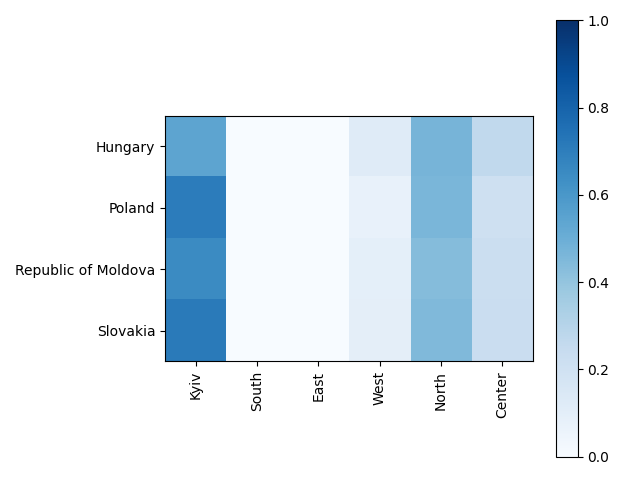 Hungary
Poland
Republic of Moldova
Slovakia
Kyiv
South
East
West
North
Center
1.0
0.8
0.6
0.4
0.2
0.0